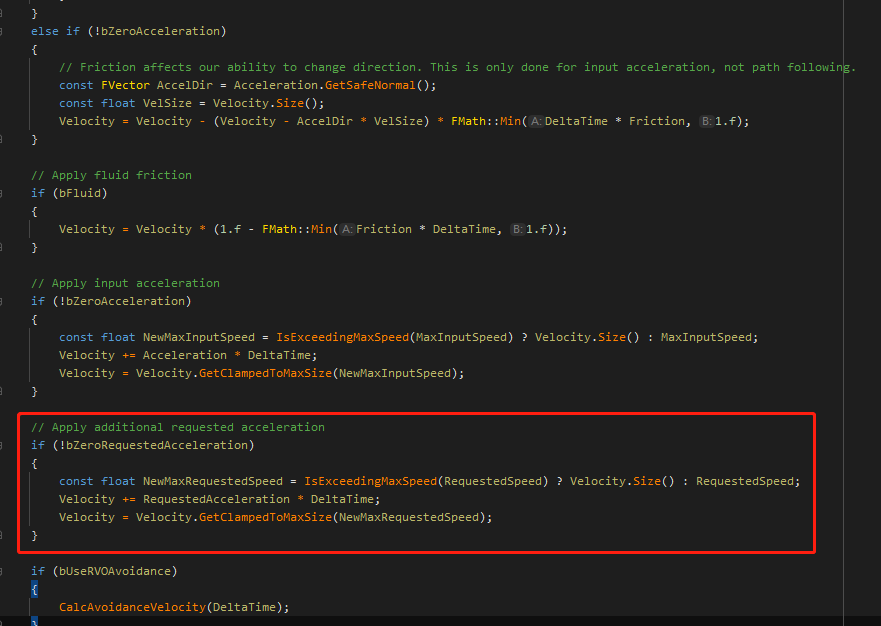 }
else if (!bZeroAcceleration)
{
// Friction affects our ability to change direction. This is only done for input acceleration, not path following.
const FVector AccelDir = Acceleration.GetSafeNormal();
const float VelSize = Velocity.Size();
Velocity = Velocity - (Velocity - AccelDir * VelSize) * FMath::Min(A:DeltaTime * Friction, B:1.f);
}
// Apply fluid friction
if (bFluid)
{
Velocity = Velocity * (1.f - FMath::Min(A:Friction * DeltaTime, B:1.f));
}
// Apply input acceleration
if (!bZeroAcceleration)
{
const float NewMaxInputSpeed = IsExceedingMaxSpeed(MaxInputSpeed) ? Velocity.Size() : MaxInputSpeed;
Velocity += Acceleration * DeltaTime;
Velocity = Velocity.GetClampedToMaxSize(NewMaxInputSpeed);
}
// Apply additional requested acceleration
if (!bZeroRequestedAcceleration)
{
const float NewMaxRequestedSpeed = IsExceedingMaxSpeed(RequestedSpeed) ? Velocity.Size() : RequestedSpeed;
Velocity += RequestedAcceleration * DeltaTime;
Velocity = Velocity.GetClampedToMaxSize(NewMaxRequestedSpeed);
}
if (bUseRVOAvoidance)
{
CalcAvoidanceVelocity(DeltaTime);
}